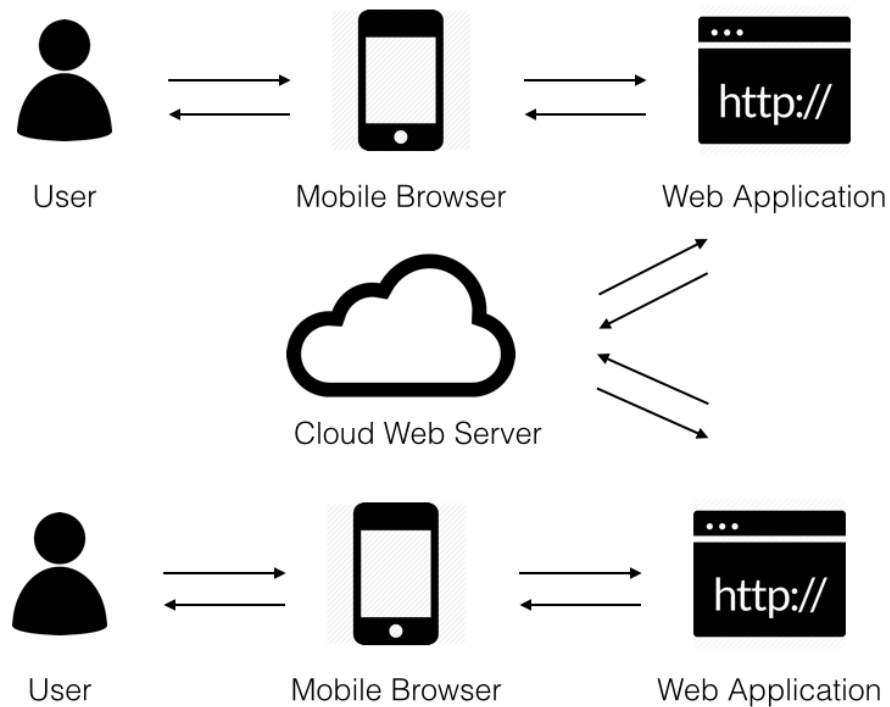 http://
User
Mobile Browser
Web Application
Cloud Web Server
http://
User
Mobile Browser
Web Application